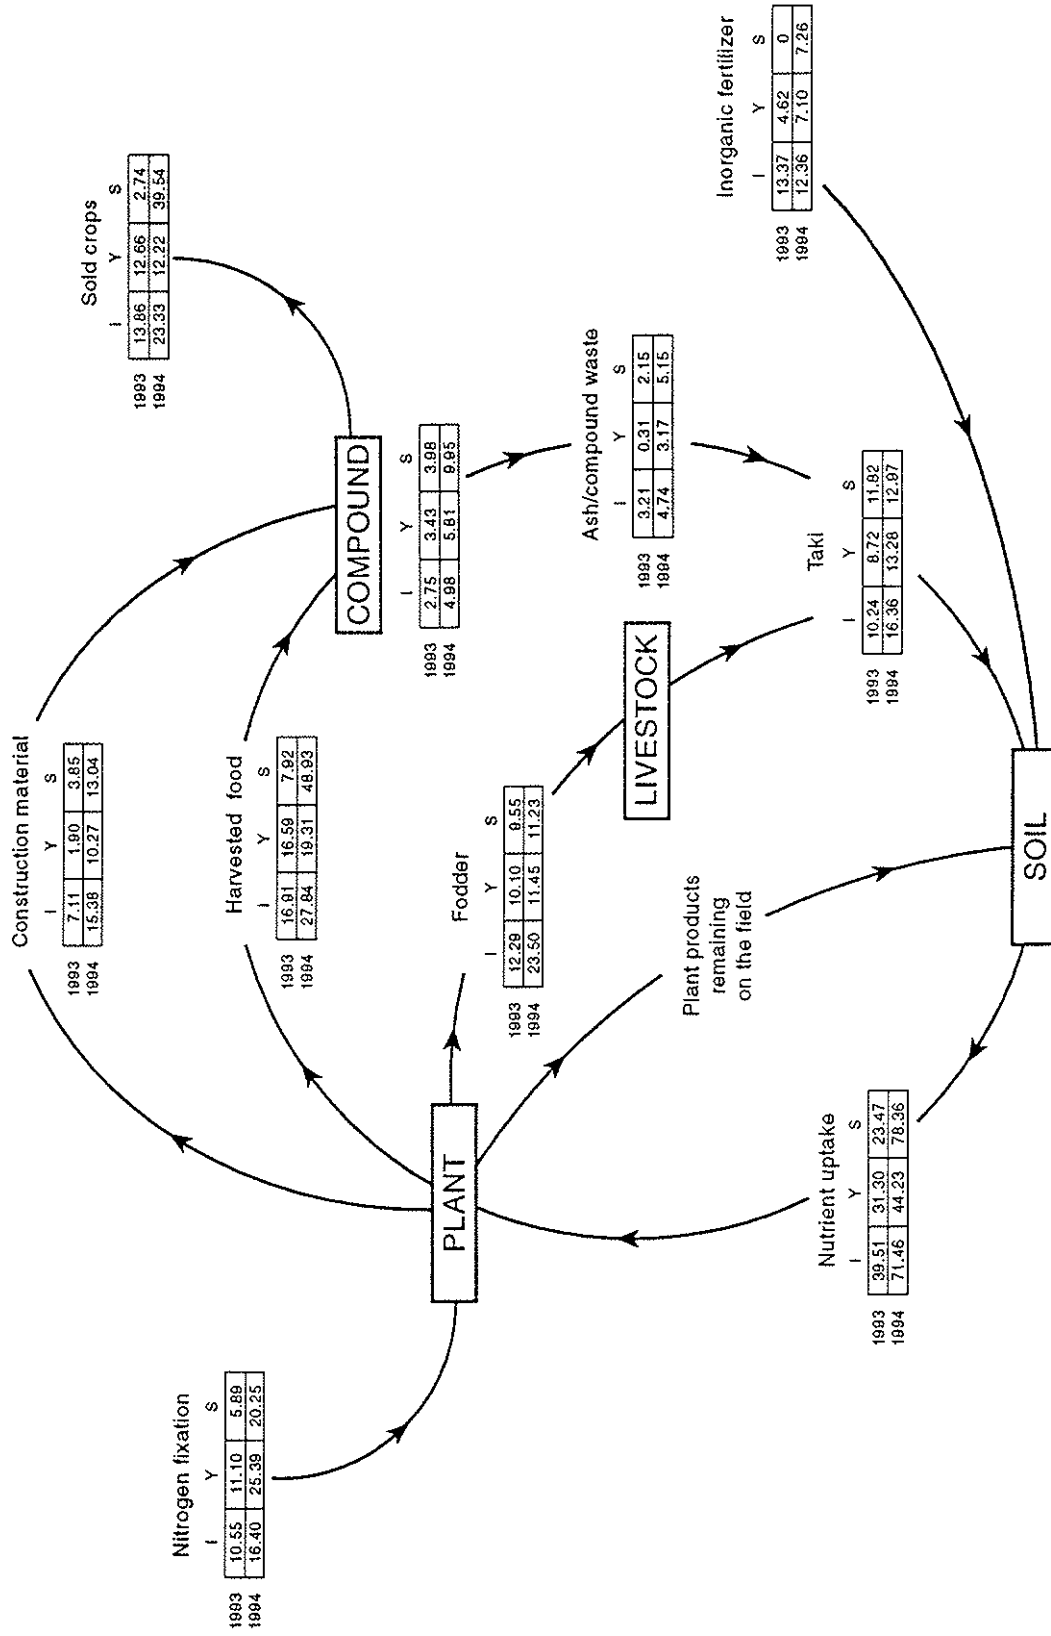 Construction material
I Y S
1993 7.11 1.90 3.85
1994 15.38 10.27 13.04
Sold crops
I Y S
1993 13.86 12.66 2.74
1994 23.33 12.22 39.54
Nitrogen fixation
I Y S
1993 10.55 11.10 5.89
1994 16.40 25.39 20.25
Harvested food
I Y S
1993 16.91 16.59 7.92
1994 27.84 19.31 48.93
COMPOUND
I Y S
1993 2.75 3.43 3.98
1994 4.98 5.81 9.95
PLANT
Fodder
I Y S
1993 12.29 10.10 9.55
1994 23.50 11.45 11.23
Ash/compound waste
I Y S
1993 3.21 0.31 2.15
1994 4.74 3.17 5.15
LIVESTOCK
Inorganic fertilizer
I Y S
1993 13.37 4.62 0
1994 12.36 7.10 7.26
Plant products
remaining
on the field
Taki
I Y S
1993 10.24 8.72 11.82
1994 16.36 13.28 12.97
Nutrient uptake
I Y S
1993 39.51 31.30 23.47
1994 71.46 44.23 78.36
SOIL